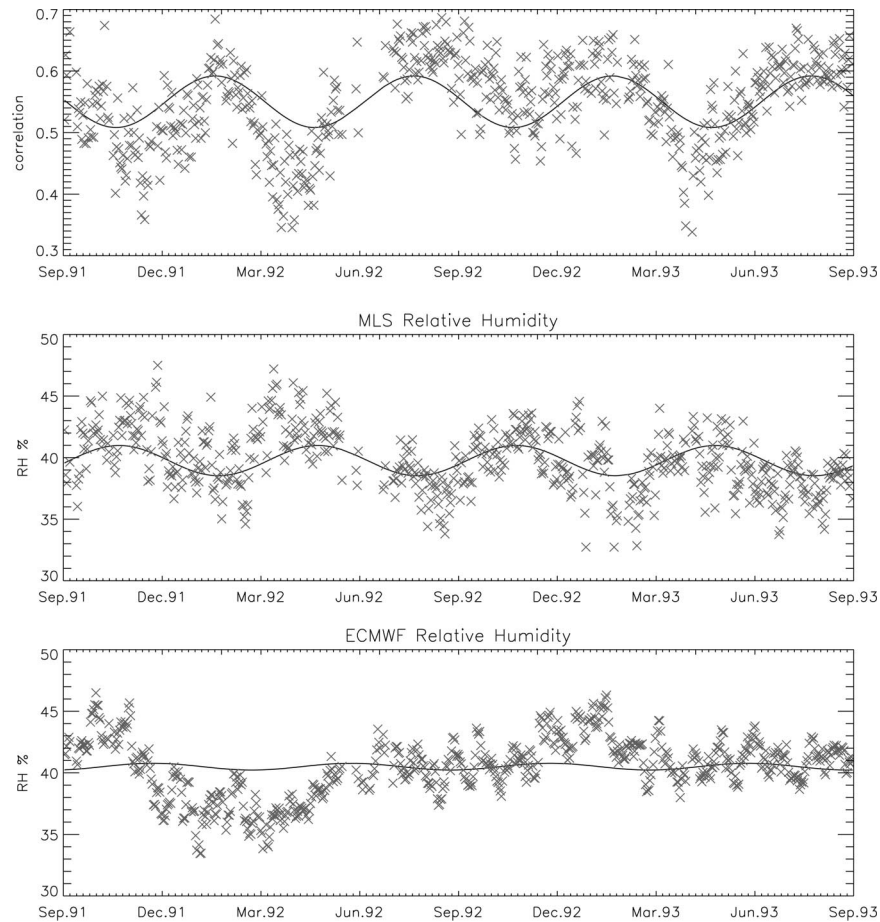 0.7
0.6
0.5
0.4
0.3
correlation
Sep.91 Dec.91 Mar.92 Jun.92 Sep.92 Dec.92 Mar.93 Jun.93 Sep.93
MLS Relative Humidity
50
45
40
35
30
RH %
Sep.91 Dec.91 Mar.92 Jun.92 Sep.92 Dec.92 Mar.93 Jun.93 Sep.93
ECMWF Relative Humidity
50
45
40
35
30
RH %
Sep.91 Dec.91 Mar.92 Jun.92 Sep.92 Dec.92 Mar.93 Jun.93 Sep.93